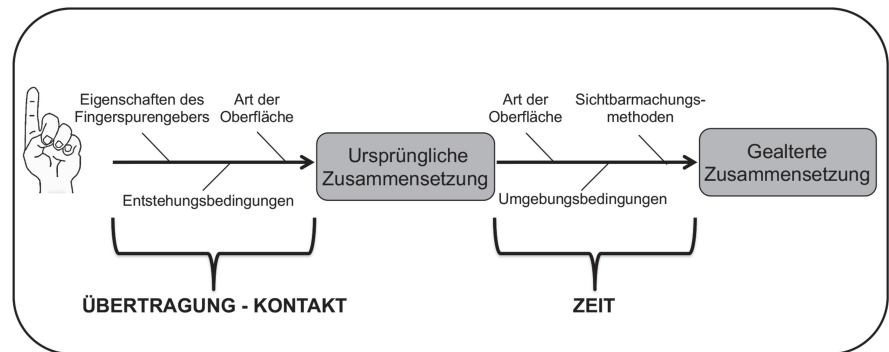 Eigenschaften des
Fingerspurengebers
Art der
Oberfläche
Entstehungsbedingungen
Ursprüngliche
Zusammensetzung
Art der
Oberfläche
Sichtbarmachungs-
methoden
Umgebungsbedingungen
Gealterte
Zusammensetzung
ÜBERTRAGUNG - KONTAKT
ZEIT